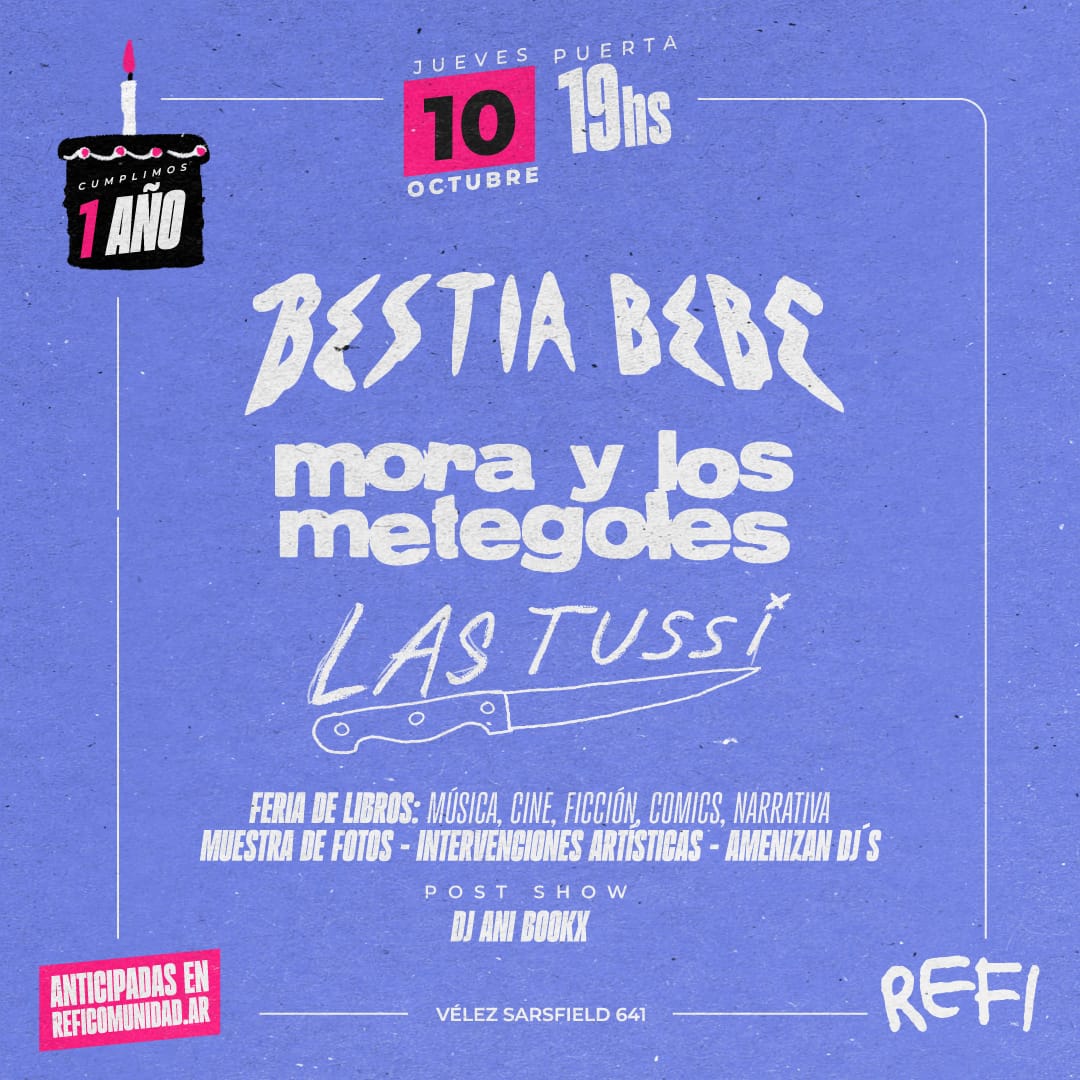 JUEVES PUERTA
10 19hs
OCTUBRE
CUMPLIMOS
1 AÑO
BESTIA BEBE
mora y los
metegoles
LAS TUSSi
FERIA DE LIBROS: MÚSICA, CINE, FICCIÓN, COMICS, NARRATIVA
MUESTRA DE FOTOS - INTERVENCIONES ARTÍSTICAS - AMENIZAN DJ´S
POST SHOW
DJ ANI BOOKX
ANTICIPADAS EN
REFICOMUNIDAD.AR
VÉLEZ SARSFIELD 641
REFI